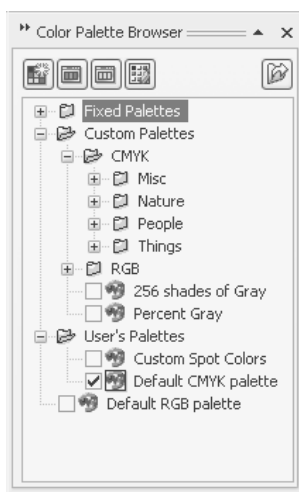 Color Palette Browser
Fixed Palettes
Custom Palettes
CMYK
Misc
Nature
People
Things
RGB
256 shades of Gray
Percent Gray
User's Palettes
Custom Spot Colors
Default CMYK palette
Default RGB palette